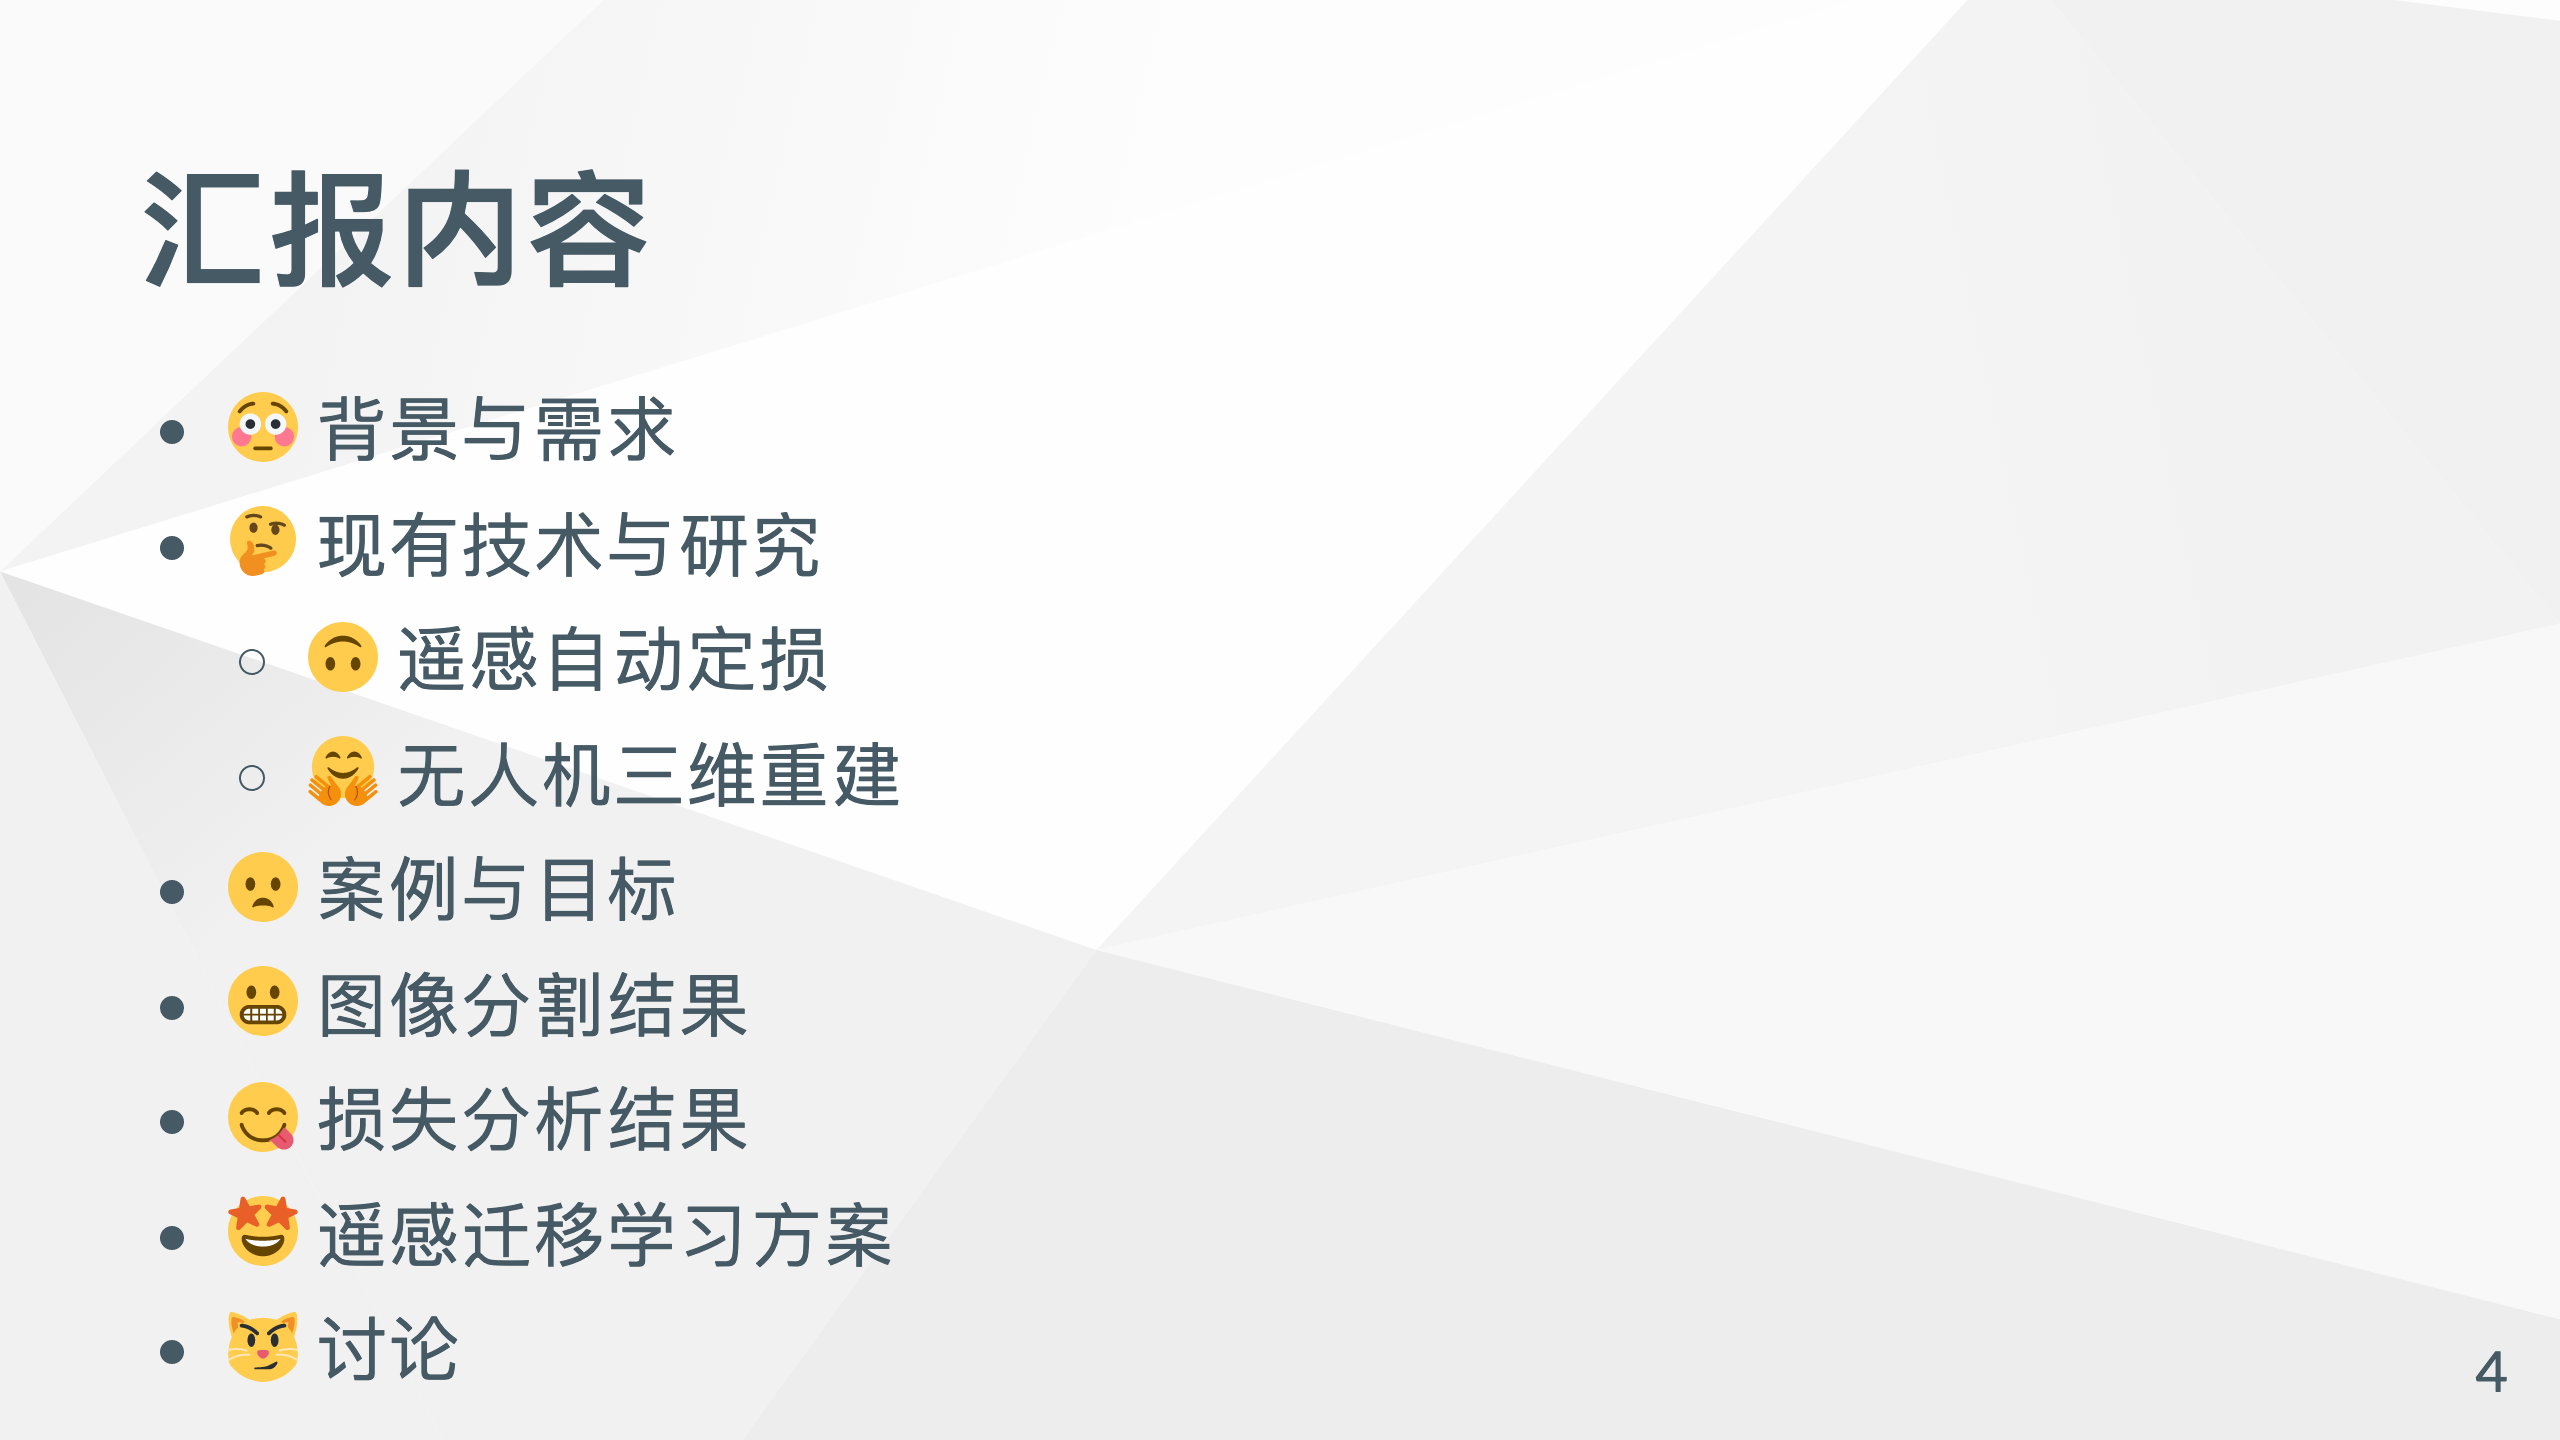 汇报内容
• 😳 背景与需求
• 🤔 现有技术与研究
○ 🙃 遥感自动定损
○ 🤗 无人机三维重建
• 😦 案例与目标
• 😬 图像分割结果
• 😋 损失分析结果
• 🤩 遥感迁移学习方案
• 😼 讨论
4